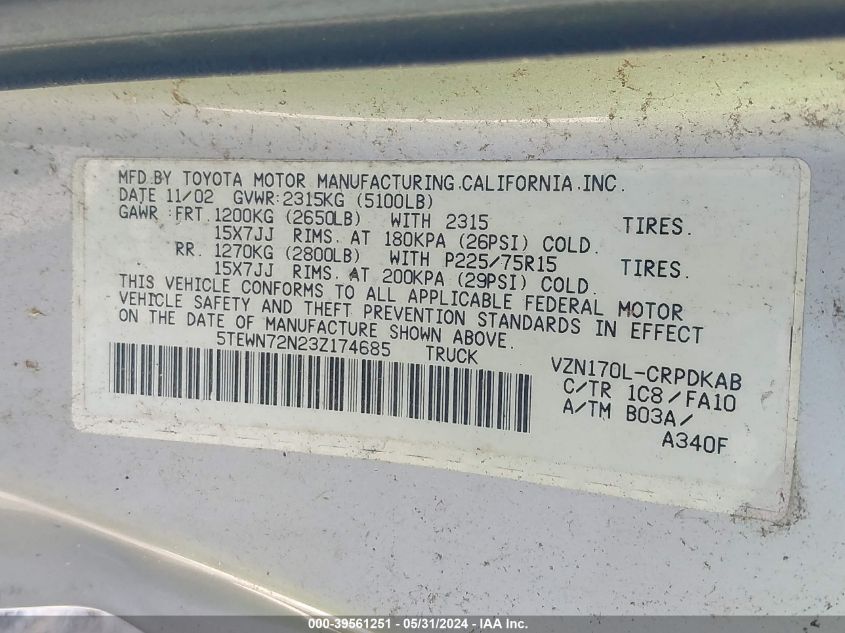 MFD.BY TOYOTA MOTOR MANUFACTURING.CALIFORNIA.INC.
DATE 11/02 GVWR:2315KG (5100LB)
GAWR FRT. 1200KG (2650LB) WITH 2315 TIRES.
15X7JJ RIMS. AT 180KPA (26PSI) COLD.
RR. 1270KG (2800LB) WITH P225/75R15 TIRES.
15X7JJ RIMS. AT 200KPA (29PSI) COLD.
THIS VEHICLE CONFORMS TO ALL APPLICABLE FEDERAL MOTOR
VEHICLE SAFETY AND THEFT PREVENTION STANDARDS IN EFFECT
ON THE DATE OF MANUFACTURE SHOWN ABOVE.
5TEWN72N23Z174685 TRUCK
VZN170L-CRPDKAB
C/TR 1C8/FA10
A/TM B03A/
A340F
000-39561251 - 05/31/2024 - IAA Inc.